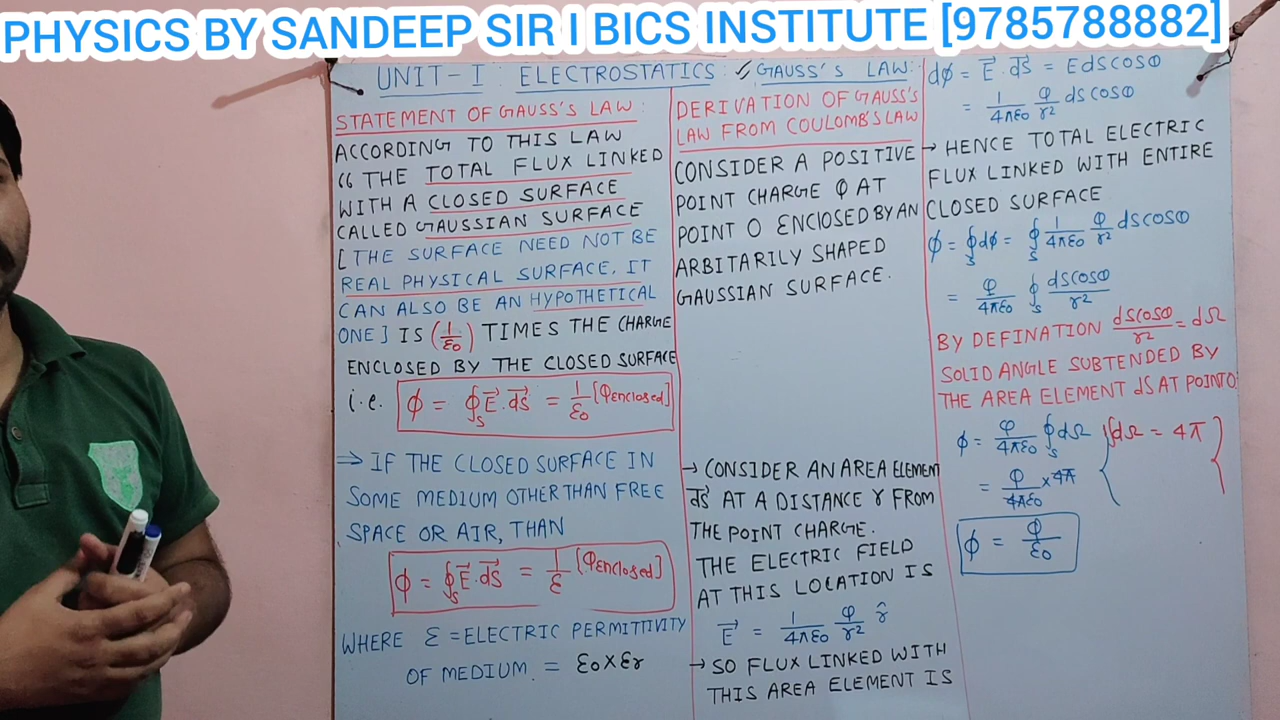 PHYSICS BY SANDEEP SIR I BICS INSTITUTE [9785788882]
UNIT-I: ELECTROSTATICS: GAUSS'S LAW:
STATEMENT OF GAUSS'S LAW:
ACCORDING TO THIS LAW
“ THE TOTAL FLUX LINKED
WITH A CLOSED SURFACE
CALLED GAUSSIAN SURFACE
[THE SURFACE NEED NOT BE
REAL PHYSICAL SURFACE. IT
CAN ALSO BE AN HYPOTHETICAL
ONE] IS (1/ε0) TIMES THE CHARGE
ENCLOSED BY THE CLOSED SURFACE
i.e. ϕ = ∮S E⃗.dS⃗ = 1/ε0 [φenclosed]
⇒ IF THE CLOSED SURFACE IN
SOME MEDIUM OTHER THAN FREE
SPACE OR AIR, THAN
ϕ = ∮S E⃗.dS⃗ = 1/ε [φenclosed]
WHERE ε = ELECTRIC PERMITTIVITY
OF MEDIUM. = ε0 x εr
DERIVATION OF GAUSS'S
LAW FROM COULOMB'S LAW
CONSIDER A POSITIVE
POINT CHARGE φ AT
POINT O ENCLOSED BY AN
ARBITARILY SHAPED
GAUSSIAN SURFACE.
→ CONSIDER AN AREA ELEMENT
dS⃗ AT A DISTANCE r FROM
THE POINT CHARGE.
THE ELECTRIC FIELD
AT THIS LOCATION IS
E⃗ = 1/4πε0 φ/r² r̂
→ SO FLUX LINKED WITH
THIS AREA ELEMENT IS
dϕ = E⃗.dS⃗ = E ds cosθ
= 1/4πε0 φ/r² ds cosθ
→ HENCE TOTAL ELECTRIC
FLUX LINKED WITH ENTIRE
CLOSED SURFACE
ϕ = ∮S dϕ = ∮S 1/4πε0 φ/r² ds cosθ
= φ/4πε0 ∮S ds cosθ/r²
BY DEFINATION ds cosθ/r² = dΩ
SOLID ANGLE SUBTENDED BY
THE AREA ELEMENT dS AT POINT O
ϕ = φ/4πε0 ∮S dΩ { ∫dΩ = 4π }
= φ/4πε0 x 4π
ϕ = φ/ε0